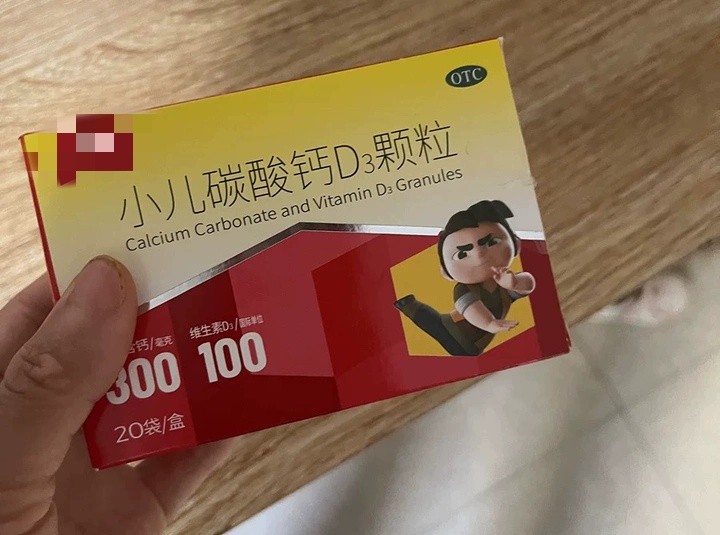 OTC
小儿碳酸钙D3颗粒
Calcium Carbonate and Vitamin D3 Granules
含钙/毫克 维生素D3/国际单位
300 100
20袋/盒